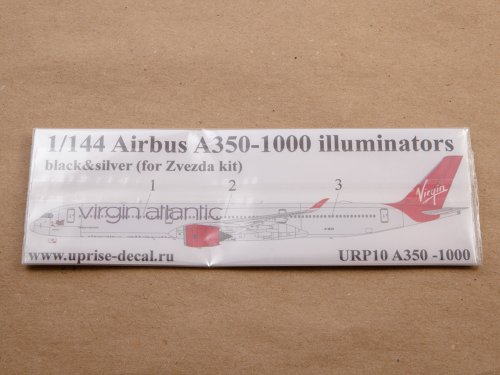 1/144 Airbus A350-1000 illuminators
black&silver (for Zvezda kit)
1 2 3
virgin atlantic
Virgin
www.uprise-decal.ru
URP10 A350 -1000